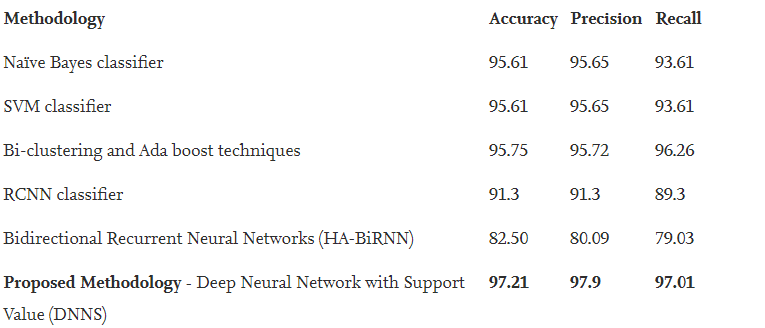 Methodology Accuracy Precision Recall
Naïve Bayes classifier 95.61 95.65 93.61
SVM classifier 95.61 95.65 93.61
Bi-clustering and Ada boost techniques 95.75 95.72 96.26
RCNN classifier 91.3 91.3 89.3
Bidirectional Recurrent Neural Networks (HA-BiRNN) 82.50 80.09 79.03
Proposed Methodology - Deep Neural Network with Support 97.21 97.9 97.01
Value (DNNS)